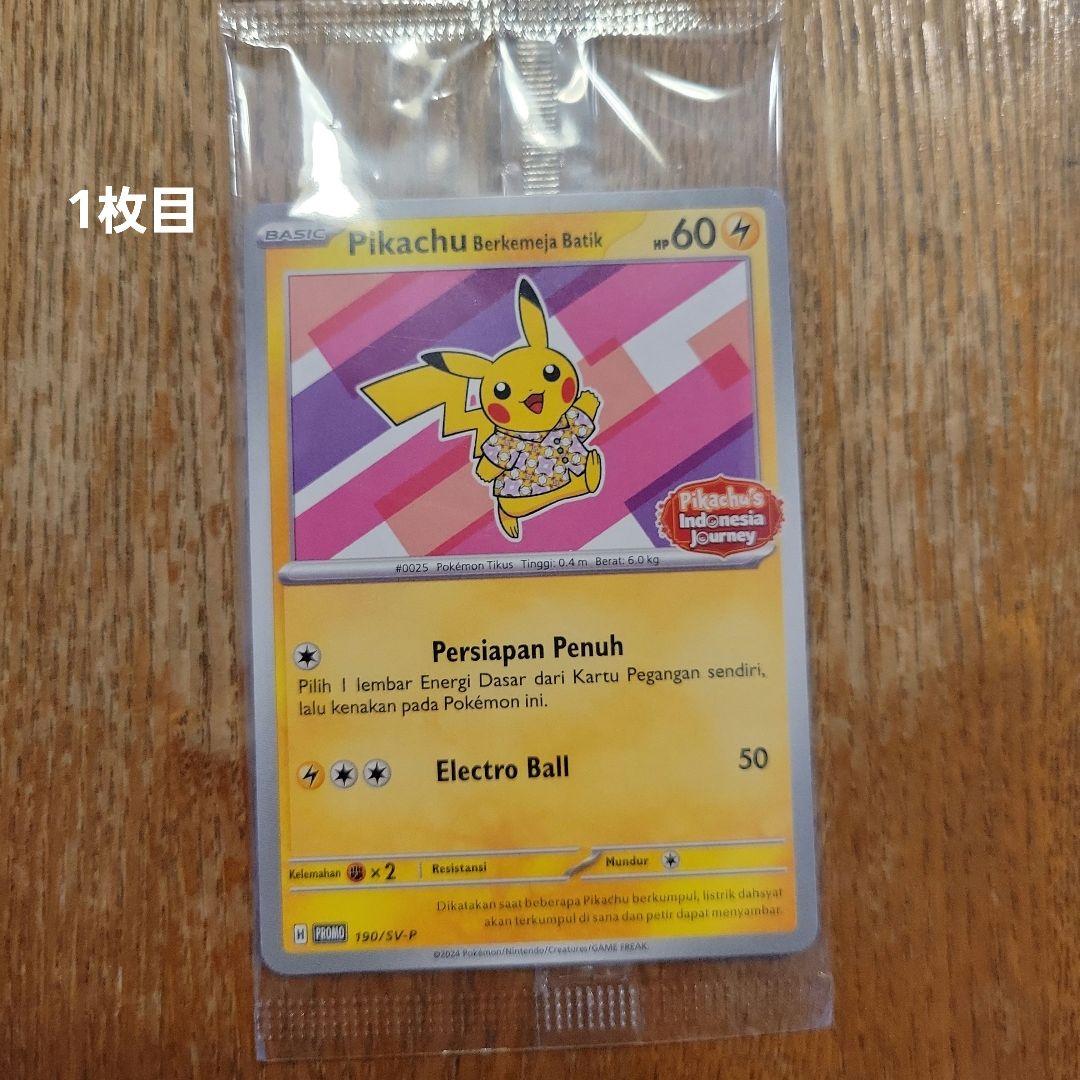 1枚目
BASIC Pikachu Berkemeja Batik HP 60
Pikachu's
Indonesia
Journey
#0025 Pokémon Tikus Tinggi: 0.4 m Berat: 6.0 kg
Persiapan Penuh
Pilih 1 lembar Energi Dasar dari Kartu Pegangan sendiri,
lalu kenakan pada Pokémon ini.
Electro Ball 50
Kelemahan ×2 Resistansi Mundur
Dikatakan saat beberapa Pikachu berkumpul, listrik dahsyat
akan terkumpul di sana dan petir dapat menyambar.
H PROMO 190/SV-P
©2024 Pokémon/Nintendo/Creatures/GAME FREAK.